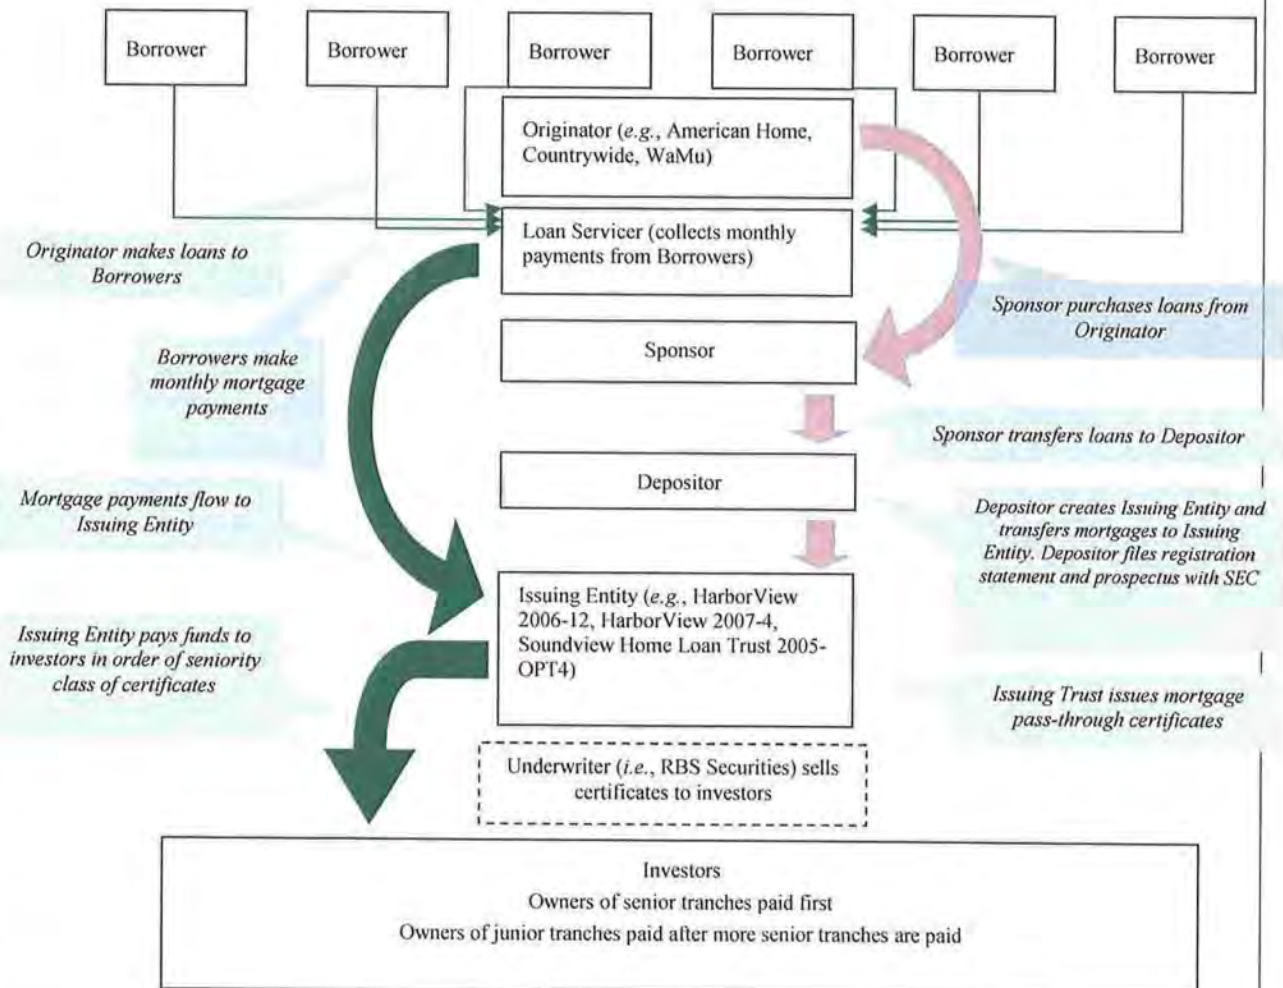 Borrower
Borrower
Borrower
Borrower
Borrower
Borrower
Originator (e.g., American Home,
Countrywide, WaMu)
Loan Servicer (collects monthly
payments from Borrowers)
Originator makes loans to
Borrowers
Sponsor purchases loans from
Originator
Sponsor
Borrowers make
monthly mortgage
payments
Sponsor transfers loans to Depositor
Depositor
Mortgage payments flow to
Issuing Entity
Depositor creates Issuing Entity and
transfers mortgages to Issuing
Entity. Depositor files registration
statement and prospectus with SEC
Issuing Entity (e.g., HarborView
2006-12, HarborView 2007-4,
Soundview Home Loan Trust 2005-
OPT4)
Issuing Entity pays funds to
investors in order of seniority
class of certificates
Issuing Trust issues mortgage
pass-through certificates
Underwriter (i.e., RBS Securities) sells
certificates to investors
Investors
Owners of senior tranches paid first
Owners of junior tranches paid after more senior tranches are paid